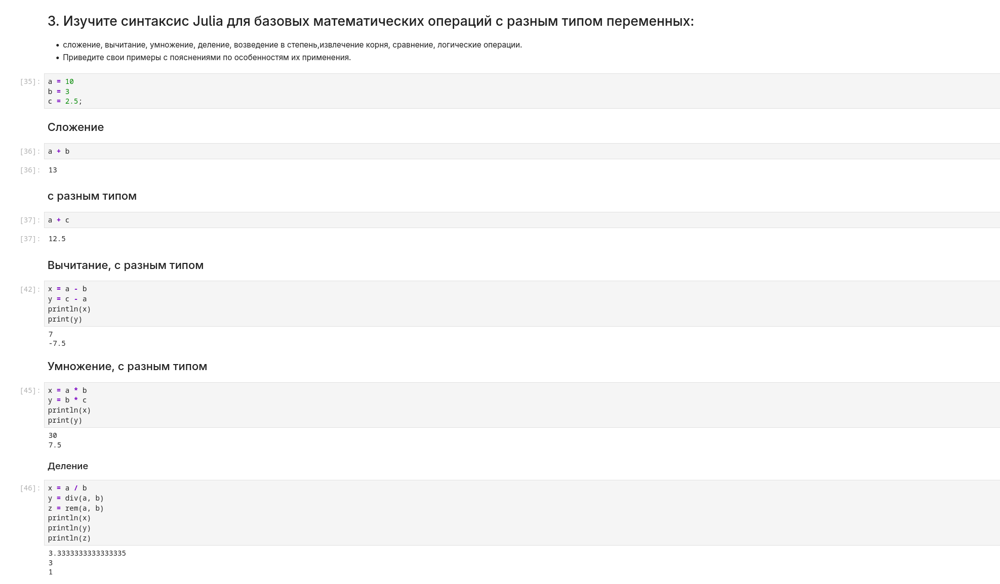 3. Изучите синтаксис Julia для базовых математических операций с разным типом переменных:
• сложение, вычитание, умножение, деление, возведение в степень,извлечение корня, сравнение, логические операции.
• Приведите свои примеры с пояснениями по особенностям их применения.
[35]: a = 10
b = 3
c = 2.5;
Сложение
[36]: a + b
[36]: 13
с разным типом
[37]: a + c
[37]: 12.5
Вычитание, с разным типом
[42]: x = a - b
y = c - a
println(x)
print(y)
7
-7.5
Умножение, с разным типом
[45]: x = a * b
y = b * c
println(x)
print(y)
30
7.5
Деление
[46]: x = a / b
y = div(a, b)
z = rem(a, b)
println(x)
println(y)
println(z)
3.3333333333333335
3
1